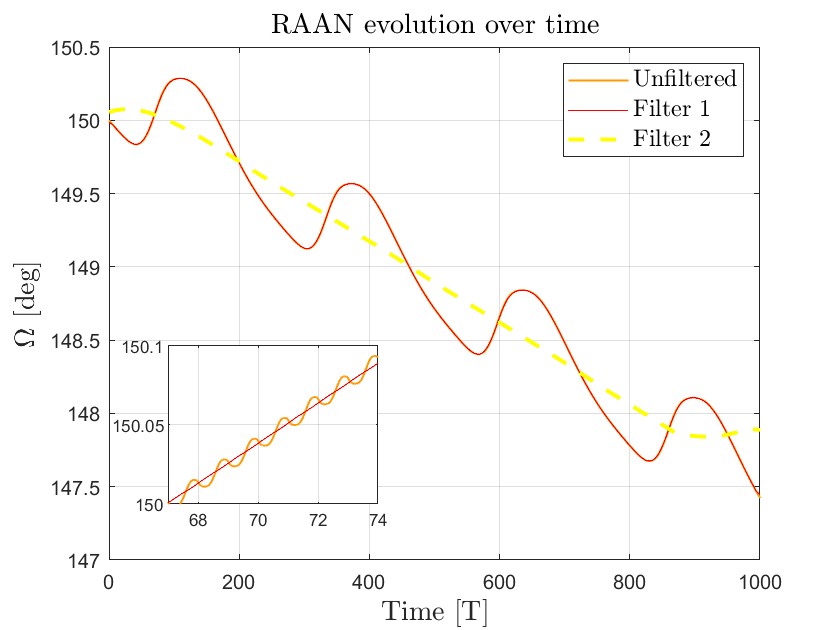 RAAN evolution over time
150.5
150
149.5
149
148.5
148
147.5
147
Ω [deg]
Unfiltered
Filter 1
Filter 2
150.1
150.05
150
68 70 72 74
0 200 400 600 800 1000
Time [T]